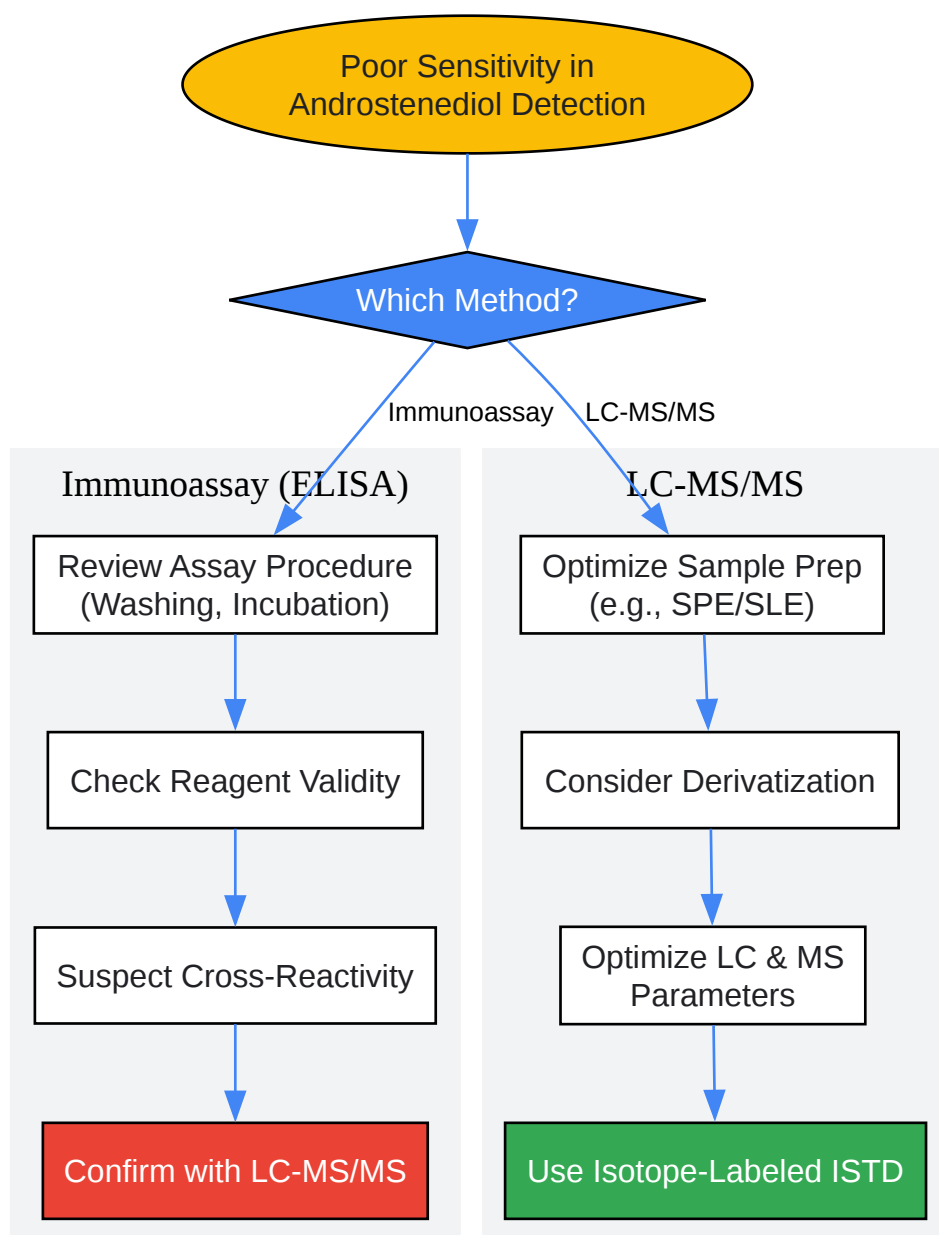 Poor Sensitivity in
Androstenediol Detection
Which Method?
Immunoassay
LC-MS/MS
Immunoassay (ELISA)
Review Assay Procedure
(Washing, Incubation)
Check Reagent Validity
Suspect Cross-Reactivity
Confirm with LC-MS/MS
LC-MS/MS
Optimize Sample Prep
(e.g., SPE/SLE)
Consider Derivatization
Optimize LC & MS
Parameters
Use Isotope-Labeled ISTD